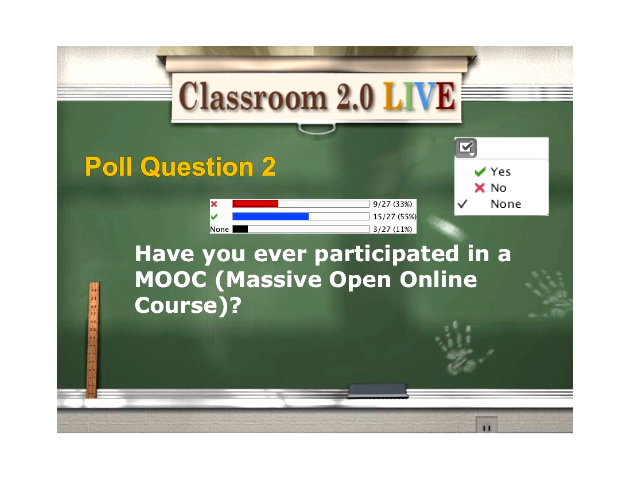 Classroom 2.0 LIVE
Poll Question 2
Yes
No
None
9/27 (33%)
15/27 (55%)
None 3/27 (11%)
Have you ever participated in a
MOOC (Massive Open Online
Course)?